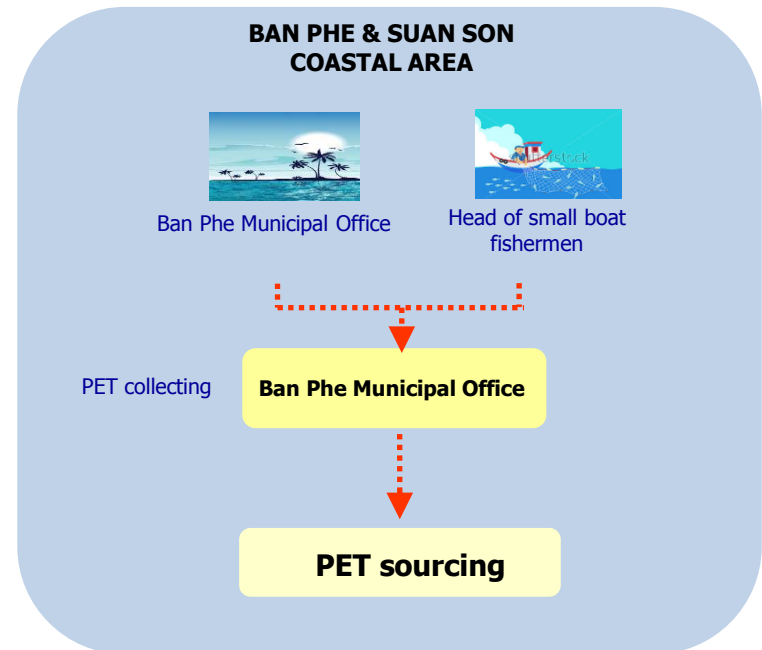 BAN PHE & SUAN SON
COASTAL AREA
Ban Phe Municipal Office
Head of small boat
fishermen
PET collecting
Ban Phe Municipal Office
PET sourcing